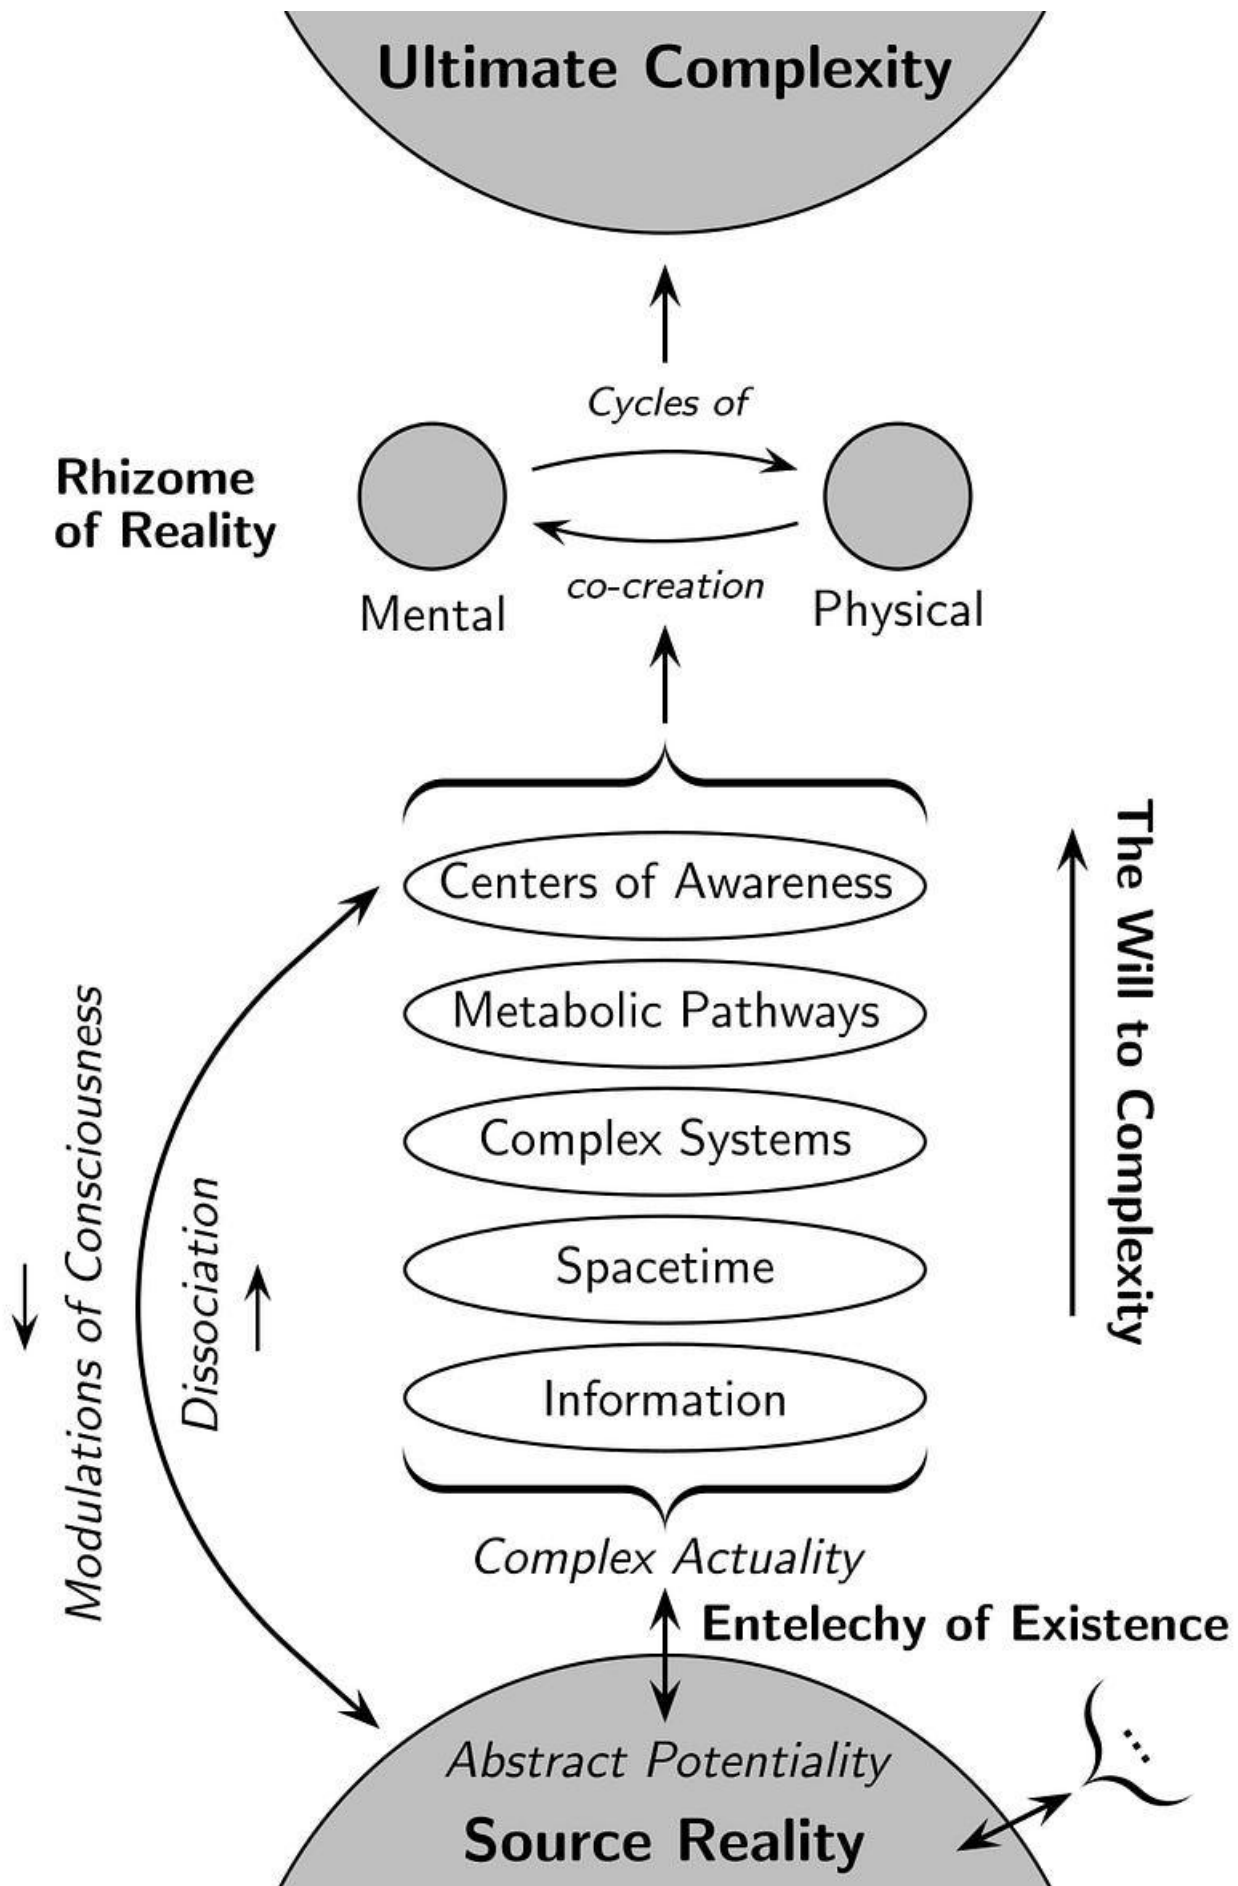 Ultimate Complexity
Cycles of
Rhizome
of Reality
co-creation
Mental
Physical
Centers of Awareness
Metabolic Pathways
Complex Systems
Spacetime
Information
The Will to Complexity
Modulations of Consciousness
Dissociation
Complex Actuality
Entelechy of Existence
Abstract Potentiality
...
Source Reality